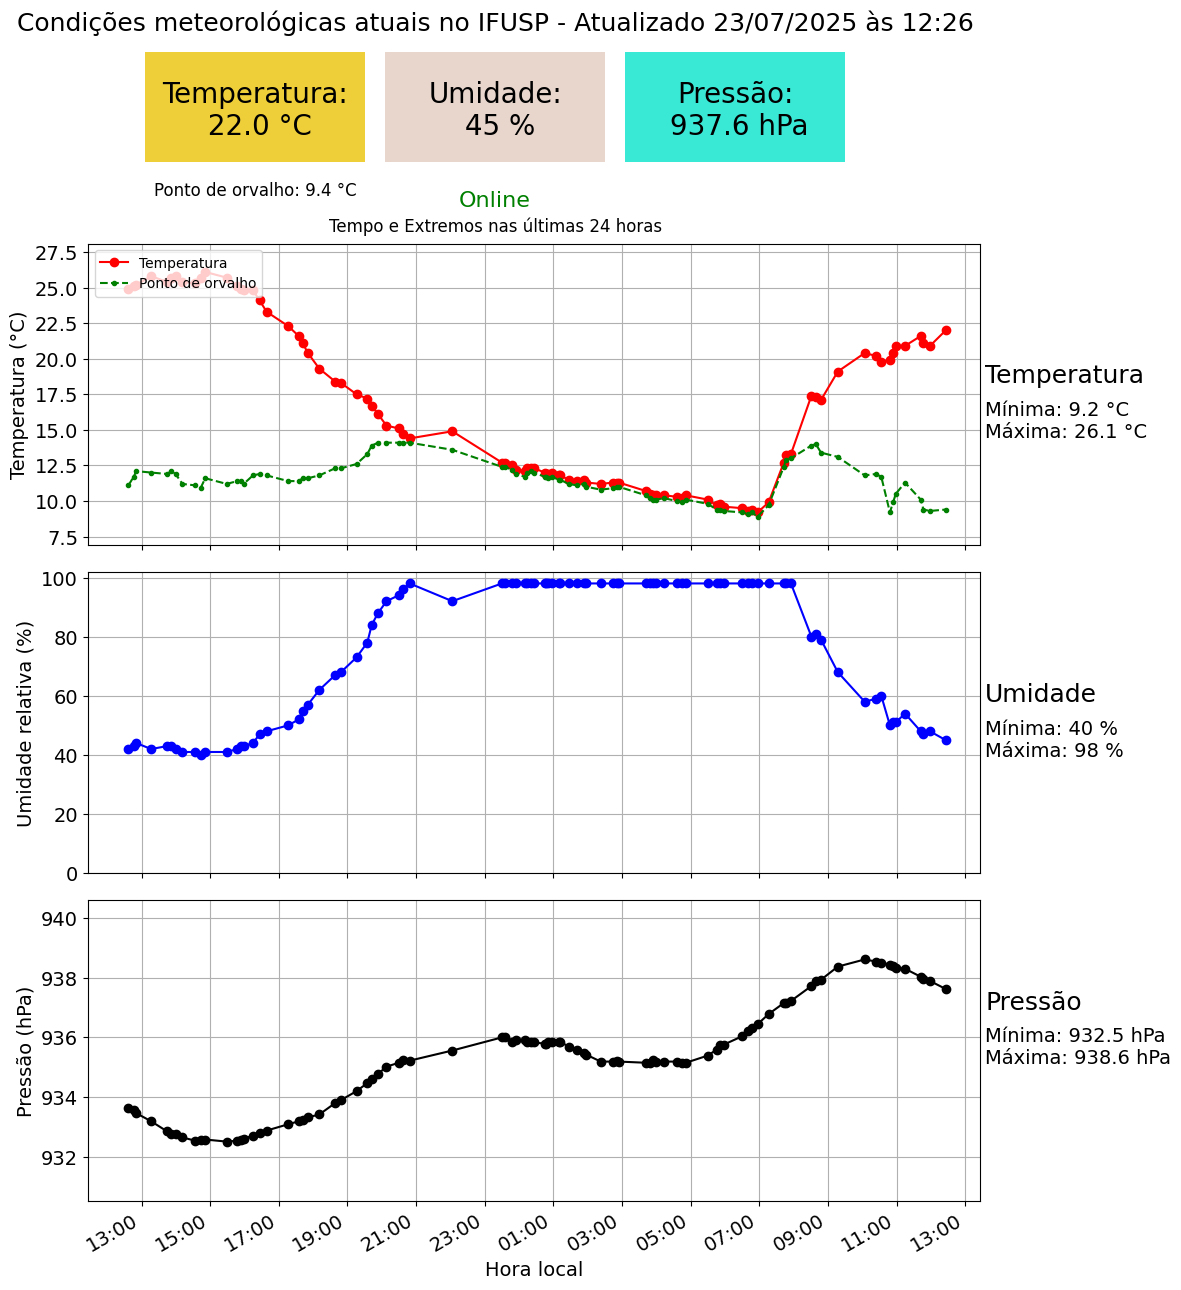 Condições meteorológicas atuais no IFUSP - Atualizado 23/07/2025 às 12:26
Temperatura:
22.0 °C
Umidade:
45 %
Pressão:
937.6 hPa
Ponto de orvalho: 9.4 °C
Online
Tempo e Extremos nas últimas 24 horas
Temperatura (°C)
27.5
25.0
22.5
20.0
17.5
15.0
12.5
10.0
7.5
Temperatura
Ponto de orvalho
Temperatura
Mínima: 9.2 °C
Máxima: 26.1 °C
Umidade relativa (%)
100
80
60
40
20
0
Umidade
Mínima: 40 %
Máxima: 98 %
Pressão (hPa)
940
938
936
934
932
Pressão
Mínima: 932.5 hPa
Máxima: 938.6 hPa
13:00 15:00 17:00 19:00 21:00 23:00 01:00 03:00 05:00 07:00 09:00 11:00 13:00
Hora local